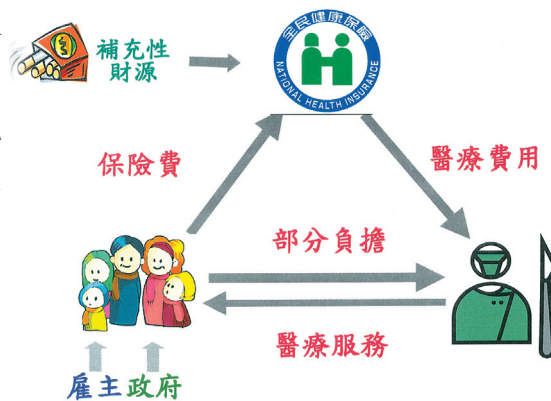 補充性
財源
全民健康保險
NATIONAL HEALTH INSURANCE
保險費
醫療費用
部分負擔
醫療服務
雇主政府